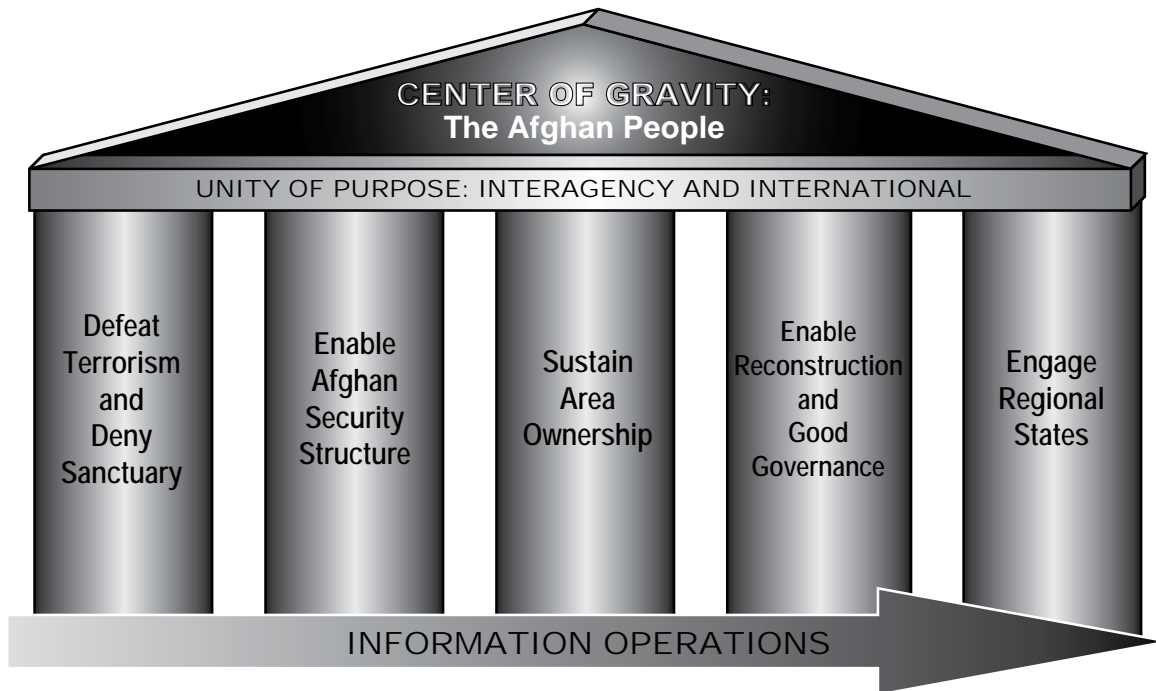 CENTER OF GRAVITY:
The Afghan People
UNITY OF PURPOSE: INTERAGENCY AND INTERNATIONAL
Defeat
Terrorism
and
Deny
Sanctuary
Enable
Afghan
Security
Structure
Sustain
Area
Ownership
Enable
Reconstruction
and
Good
Governance
Engage
Regional
States
INFORMATION OPERATIONS